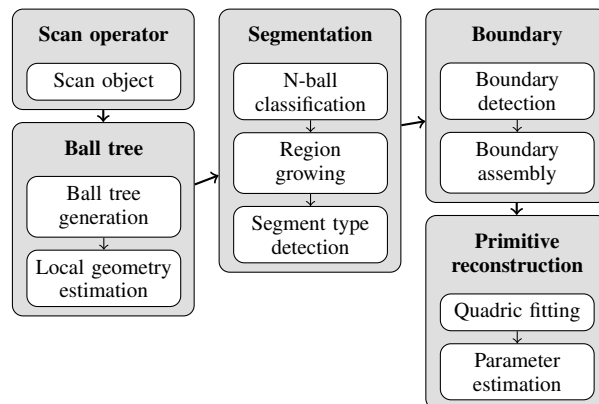 Scan operator
Scan object
Ball tree
Ball tree
generation
Local geometry
estimation
Segmentation
N-ball
classification
Region
growing
Segment type
detection
Boundary
Boundary
detection
Boundary
assembly
Primitive
reconstruction
Quadric fitting
Parameter
estimation